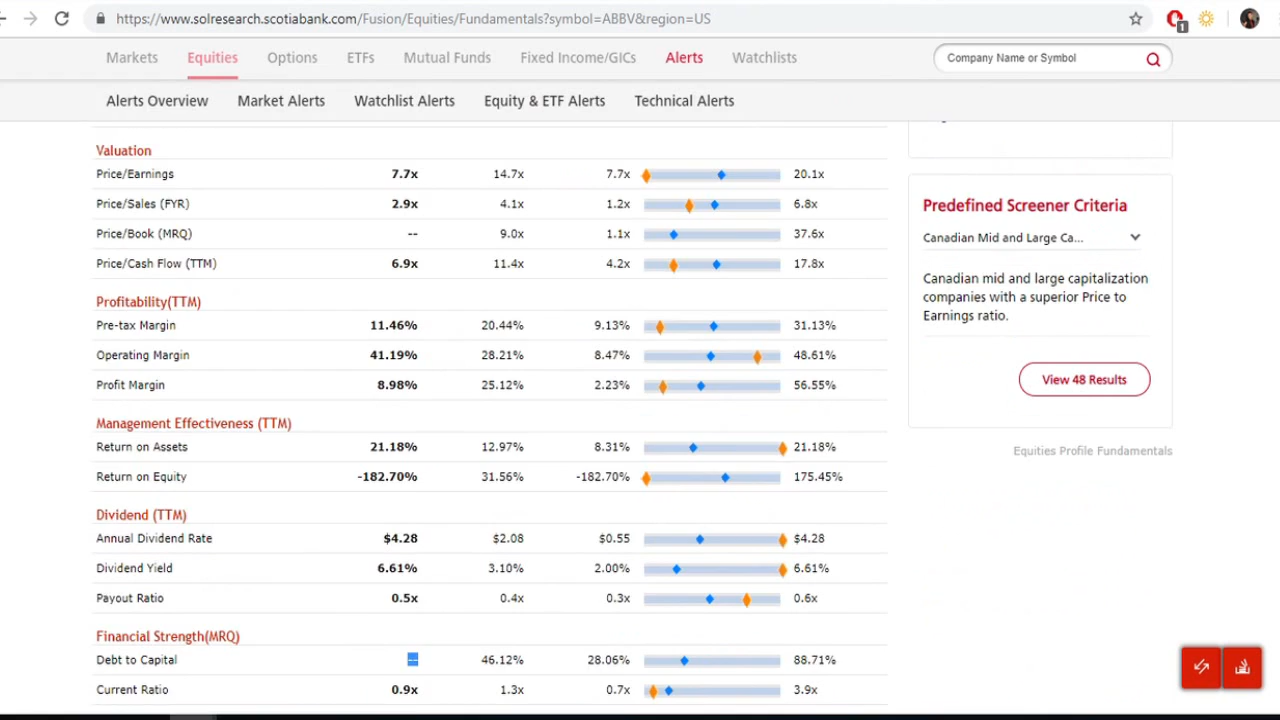 https://www.solresearch.scotiabank.com/Fusion/Equities/Fundamentals?symbol=ABBV&region=US
1
Markets Equities Options ETFs Mutual Funds Fixed Income/GICs Alerts Watchlists Company Name or Symbol
Alerts Overview Market Alerts Watchlist Alerts Equity & ETF Alerts Technical Alerts
Valuation
Price/Earnings 7.7x 14.7x 7.7x 20.1x
Price/Sales (FYR) 2.9x 4.1x 1.2x 6.8x
Price/Book (MRQ) -- 9.0x 1.1x 37.6x
Price/Cash Flow (TTM) 6.9x 11.4x 4.2x 17.8x
Profitability(TTM)
Pre-tax Margin 11.46% 20.44% 9.13% 31.13%
Operating Margin 41.19% 28.21% 8.47% 48.61%
Profit Margin 8.98% 25.12% 2.23% 56.55%
Management Effectiveness (TTM)
Return on Assets 21.18% 12.97% 8.31% 21.18%
Return on Equity -182.70% 31.56% -182.70% 175.45%
Dividend (TTM)
Annual Dividend Rate $4.28 $2.08 $0.55 $4.28
Dividend Yield 6.61% 3.10% 2.00% 6.61%
Payout Ratio 0.5x 0.4x 0.3x 0.6x
Financial Strength(MRQ)
Debt to Capital -- 46.12% 28.06% 88.71%
Current Ratio 0.9x 1.3x 0.7x 3.9x
Predefined Screener Criteria
Canadian Mid and Large Ca...
Canadian mid and large capitalization
companies with a superior Price to
Earnings ratio.
View 48 Results
Equities Profile Fundamentals